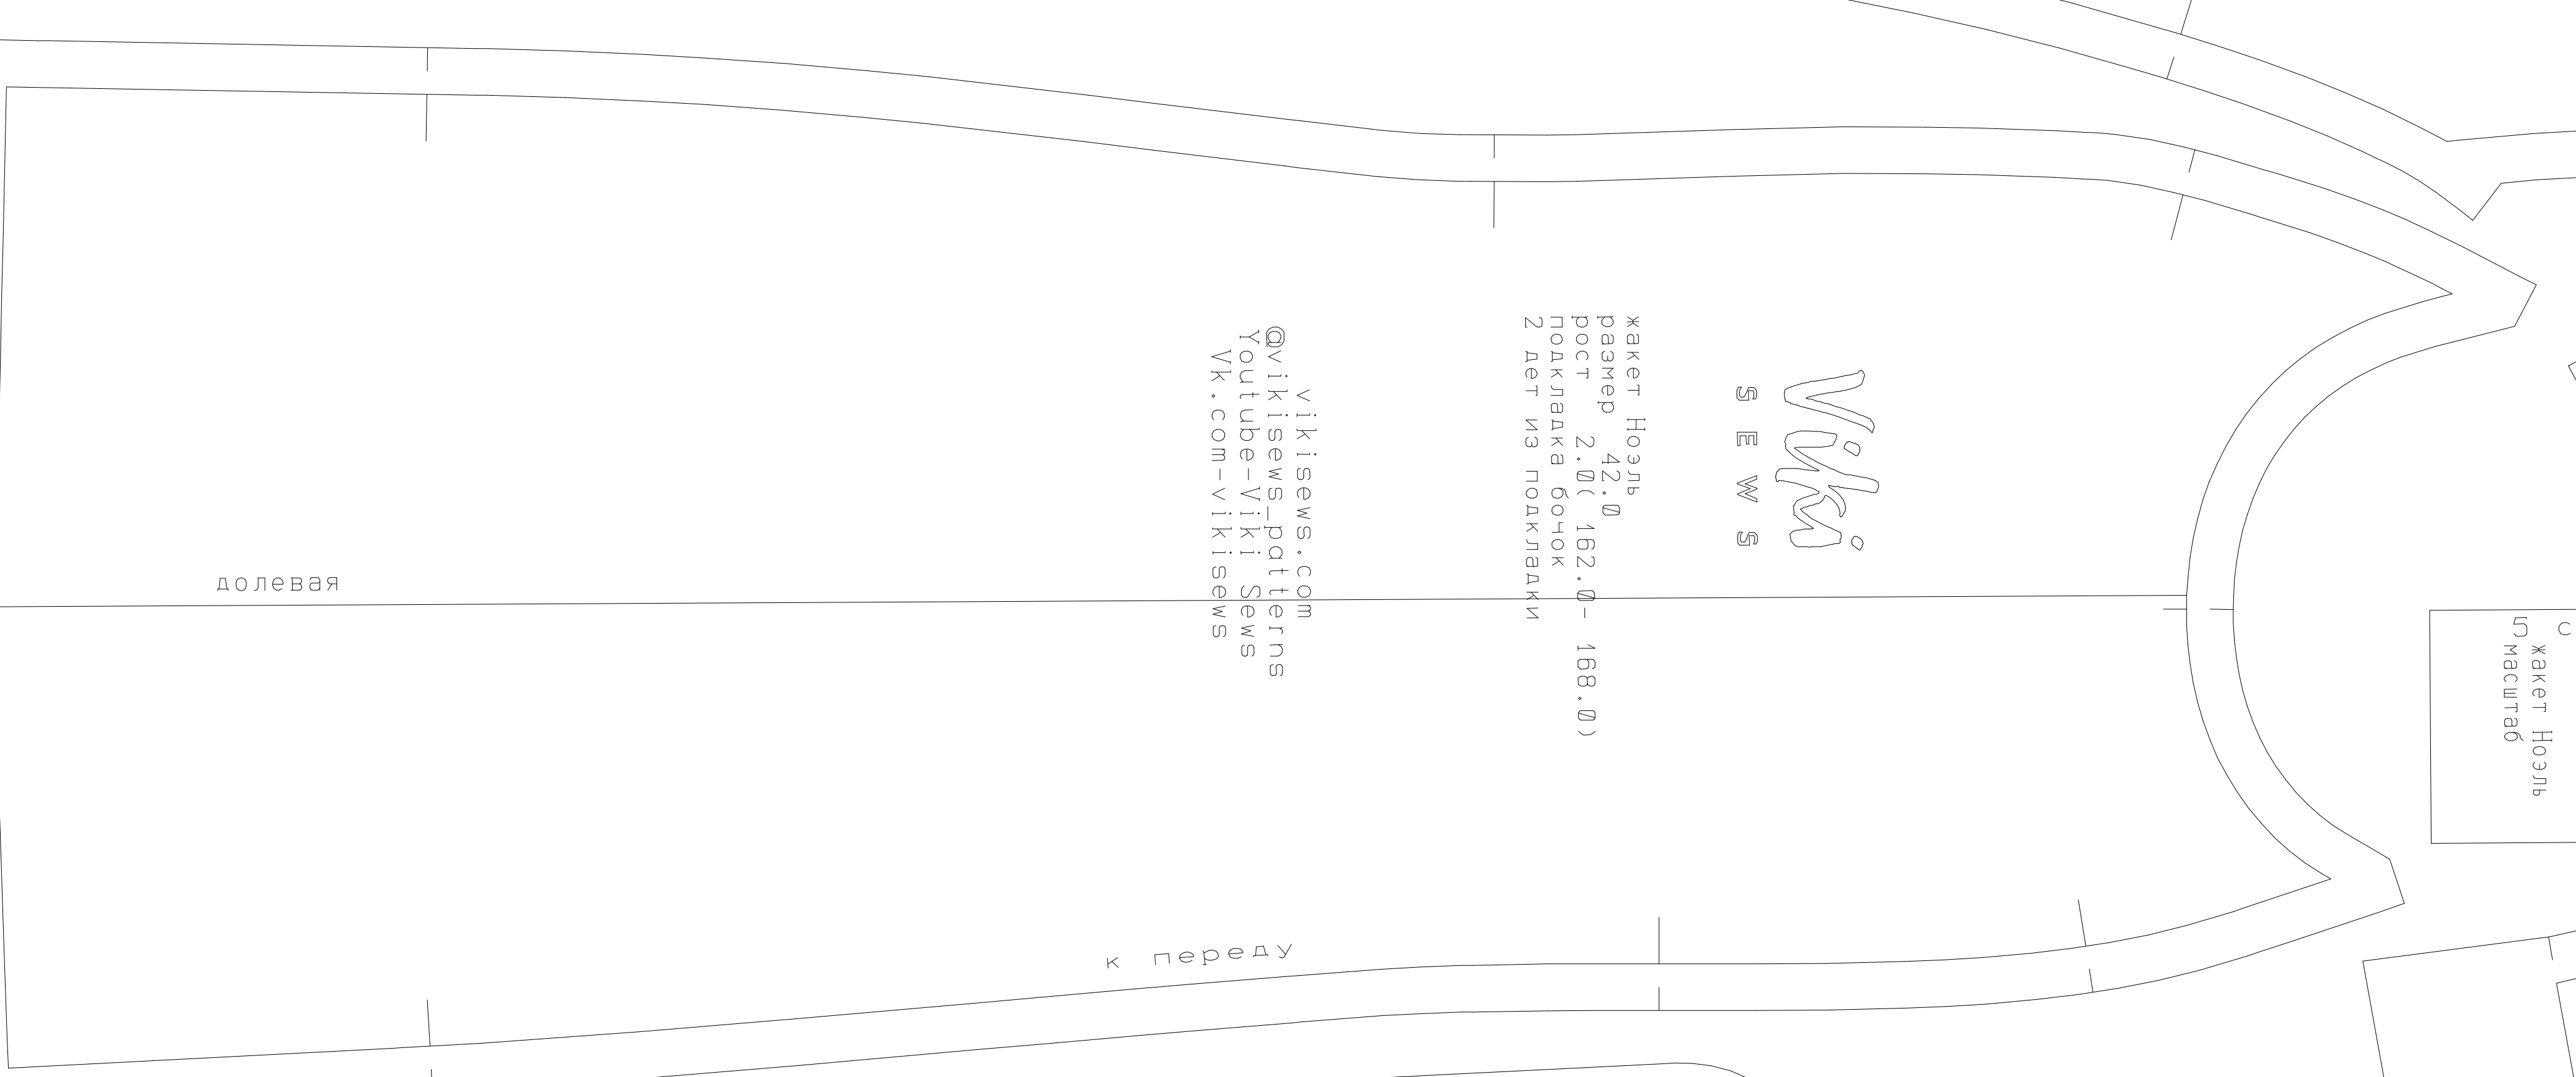 Viki
SEWS
жакет Ноэль
размер 42.0
рост 2.0( 162.0- 168.0)
подкладка бочок
2 дет из подкладки
vikisews.com
@vikisews_patterns
Youtube-Viki Sews
Vk.com-vikisews
долевая
к переду
5 с
жакет Ноэль
масштаб